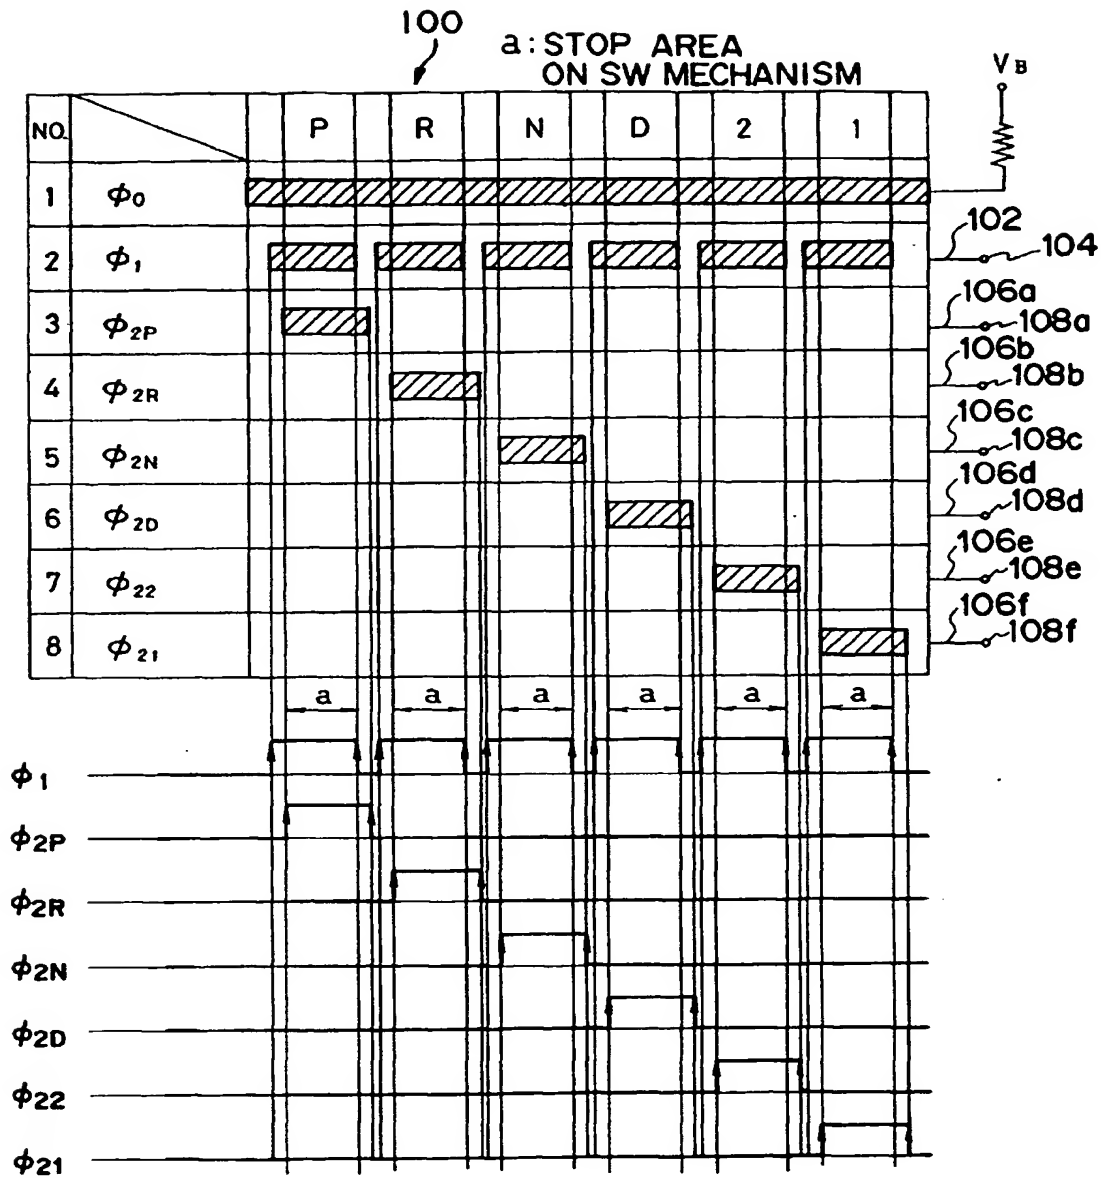 100
a: STOP AREA
ON SW MECHANISM
VB
NO. P R N D 2 1
1 ϕ0
2 ϕ1 102 104
3 ϕ2P 106a 108a
4 ϕ2R 106b 108b
5 ϕ2N 106c 108c
6 ϕ2D 106d 108d
7 ϕ22 106e 108e
8 ϕ21 106f 108f
a a a a a a
ϕ1
ϕ2P
ϕ2R
ϕ2N
ϕ2D
ϕ22
ϕ21